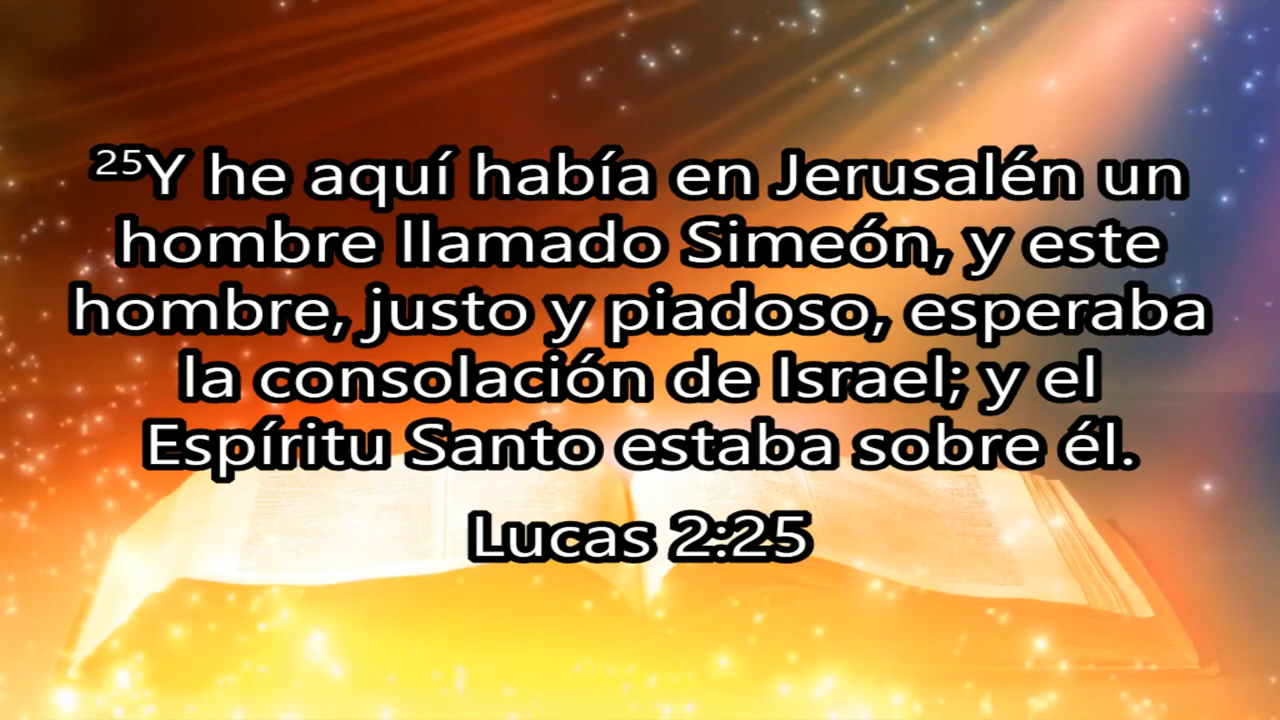 ²⁵Y he aquí había en Jerusalén un
hombre llamado Simeón, y este
hombre, justo y piadoso, esperaba
la consolación de Israel; y el
Espíritu Santo estaba sobre él.
Lucas 2:25